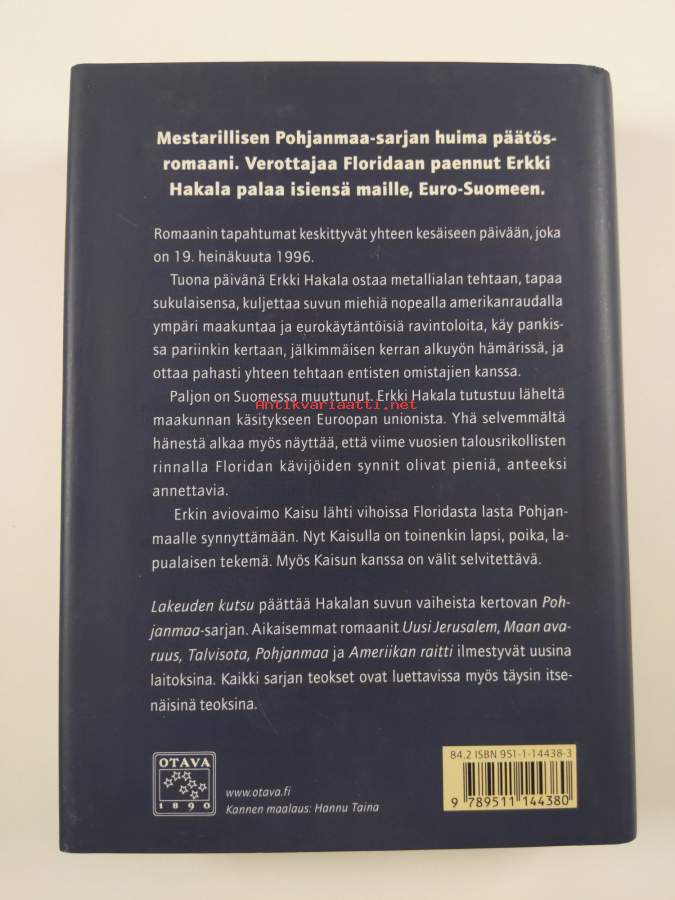 Mestarillisen Pohjanmaa-sarjan huima päätös-
romaani. Verottajaa Floridaan paennut Erkki
Hakala palaa isiensä maille, Euro-Suomeen.
Romaanin tapahtumat keskittyvät yhteen kesäiseen päivään, joka
on 19. heinäkuuta 1996.
Tuona päivänä Erkki Hakala ostaa metallialan tehtaan, tapaa
sukulaisensa, kuljettaa suvun miehiä nopealla amerikanraudalla
ympäri maakuntaa ja eurokäytäntöisiä ravintoloita, käy pankis-
sa pariinkin kertaan, jälkimmäisen kerran alkuyön hämärissä, ja
ottaa pahasti yhteen tehtaan entisten omistajien kanssa.
Paljon on Suomessa muuttunut. Erkki Hakala tutustuu läheltä
Antikvariaatti.net
maakunnan käsitykseen Euroopan unionista. Yhä selvemmältä
hänestä alkaa myös näyttää, että viime vuosien talousrikollisten
rinnalla Floridan kävijöiden synnit olivat pieniä, anteeksi
annettavia.
Erkin aviovaimo Kaisu lähti vihoissa Floridasta lasta Pohjan-
maalle synnyttämään. Nyt Kaisulla on toinenkin lapsi, poika, la-
pualaisen tekemä. Myös Kaisun kanssa on välit selvitettävä.
Lakeuden kutsu päättää Hakalan suvun vaiheista kertovan Poh-
janmaa-sarjan. Aikaisemmat romaanit Uusi Jerusalem, Maan ava-
ruus, Talvisota, Pohjanmaa ja Ameriikan raitti ilmestyvät uusina
laitoksina. Kaikki sarjan teokset ovat luettavissa myös täysin itse-
näisinä teoksina.
OTAVA
1890
www.otava.fi
Kannen maalaus: Hannu Taina
84.2 ISBN 951-1-14438-3
9 789511 144380